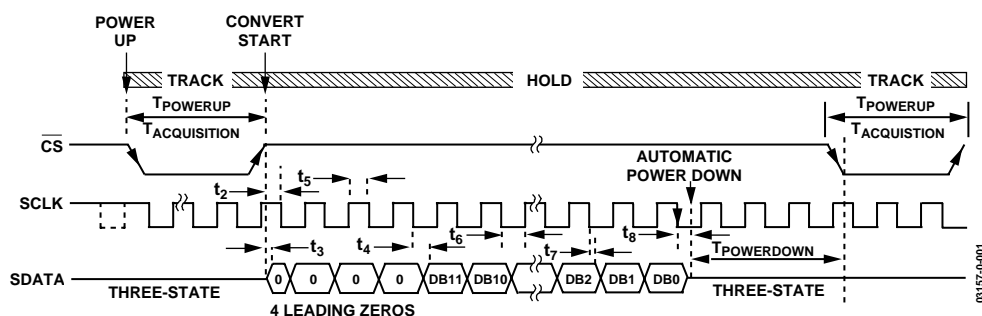 POWER UP
CONVERT START
TRACK
HOLD
TRACK
TPOWERUP
TACQUISITION
TPOWERUP
TACQUISITION
CS
AUTOMATIC POWER DOWN
t2
t5
SCLK
t3
t4
t6
t7
t8
TPOWERDOWN
SDATA
THREE-STATE
0
0
0
0
DB11
DB10
DB2
DB1
DB0
THREE-STATE
4 LEADING ZEROS
03157-0-001